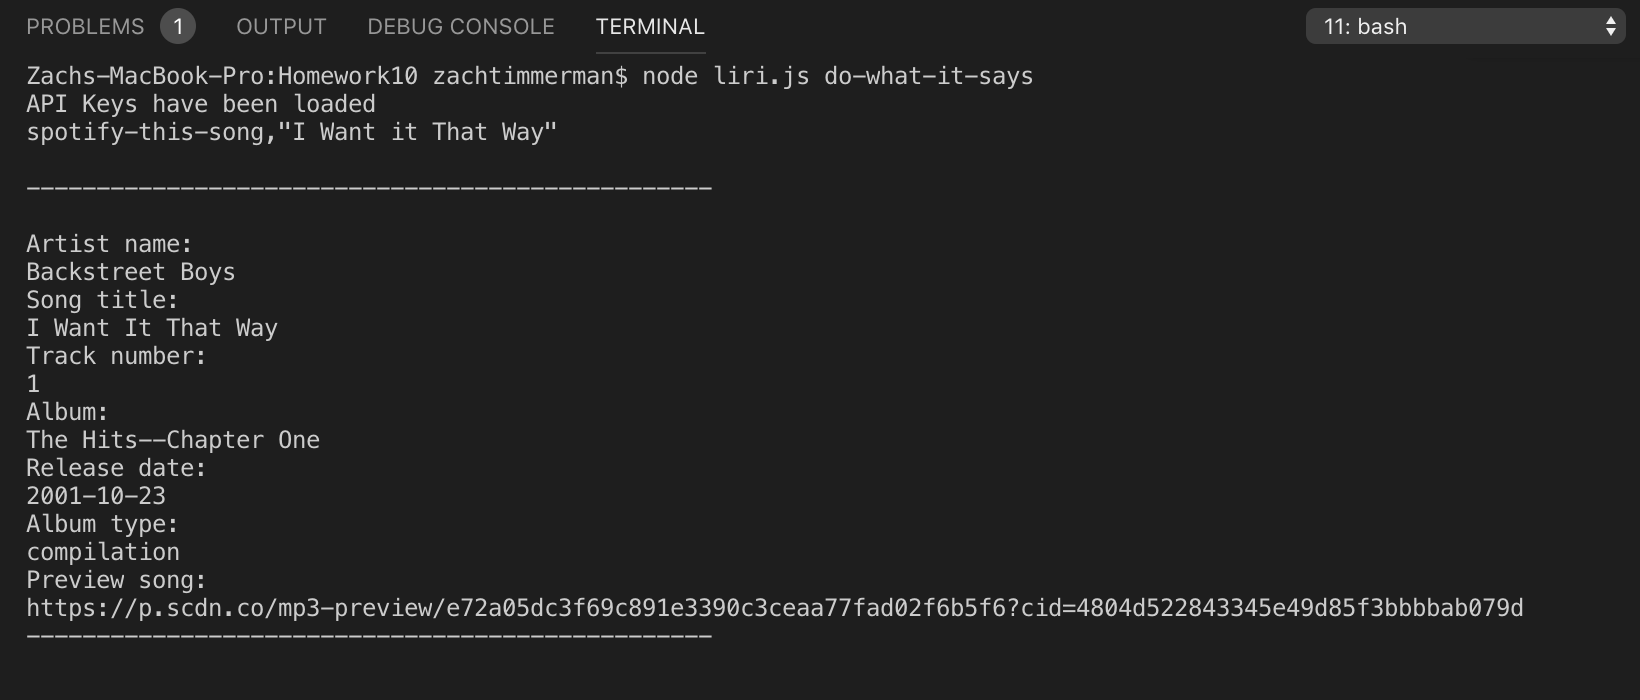 PROBLEMS 1 OUTPUT DEBUG CONSOLE TERMINAL 11: bash
Zachs-MacBook-Pro:Homework10 zachtimmerman$ node liri.js do-what-it-says
API Keys have been loaded
spotify-this-song,"I Want it That Way"
-------------------------------------------------
Artist name:
Backstreet Boys
Song title:
I Want It That Way
Track number:
1
Album:
The Hits--Chapter One
Release date:
2001-10-23
Album type:
compilation
Preview song:
https://p.scdn.co/mp3-preview/e72a05dc3f69c891e3390c3ceaa77fad02f6b5f6?cid=4804d522843345e49d85f3bbbbab079d
-------------------------------------------------